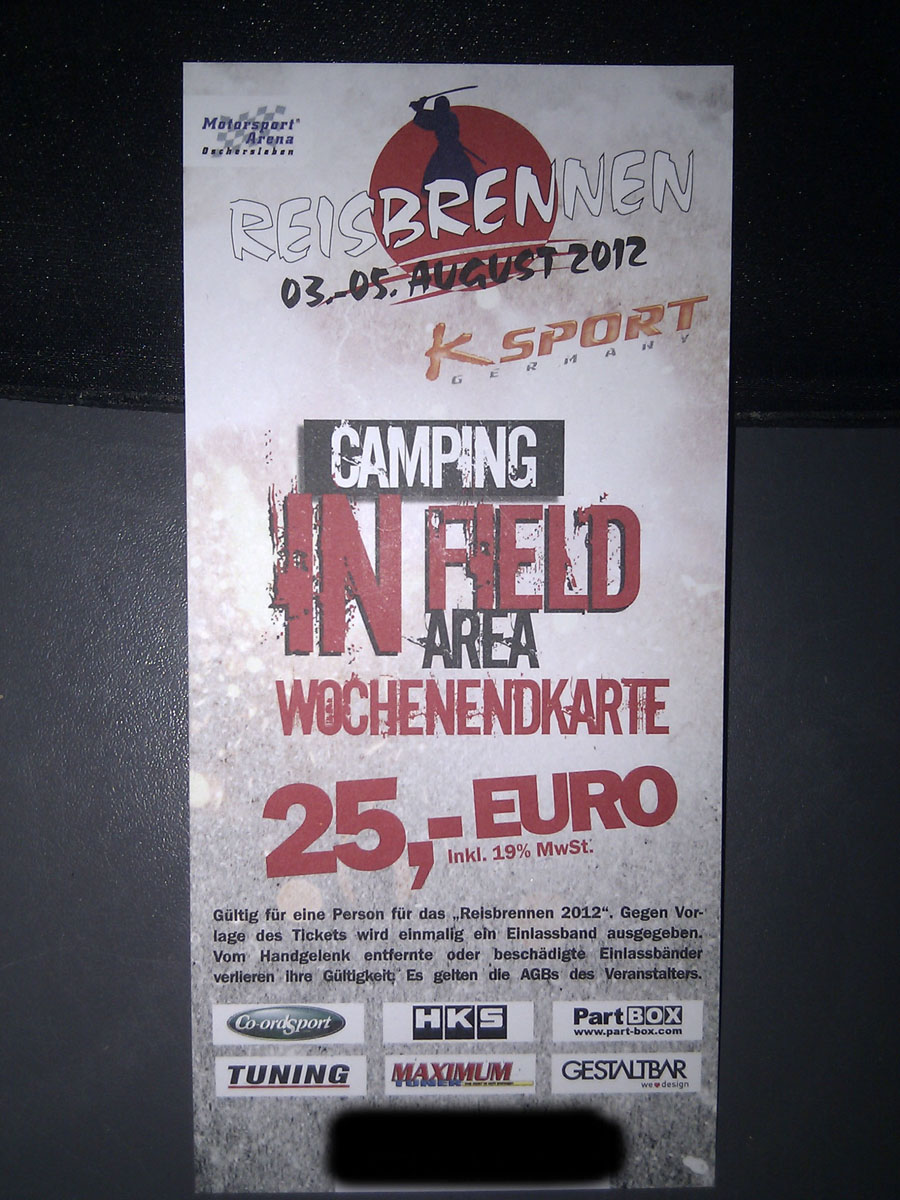 Motorsport®
Arena
Oschersleben
REISBRENNEN
03.-05. AUGUST 2012
K SPORT
GERMANY
CAMPING
IN FIELD
AREA
WOCHENENDKARTE
25,- EURO
Inkl. 19% MwSt.
Gültig für eine Person für das „Reisbrennen 2012“. Gegen Vor-
lage des Tickets wird einmalig ein Einlassband ausgegeben.
Vom Handgelenk entfernte oder beschädigte Einlassbänder
verlieren ihre Gültigkeit. Es gelten die AGBs des Veranstalters.
Co-ordSport HKS PartBOX
www.part-box.com
TUNING MAXIMUM GESTALTBAR
TUNER we♥design